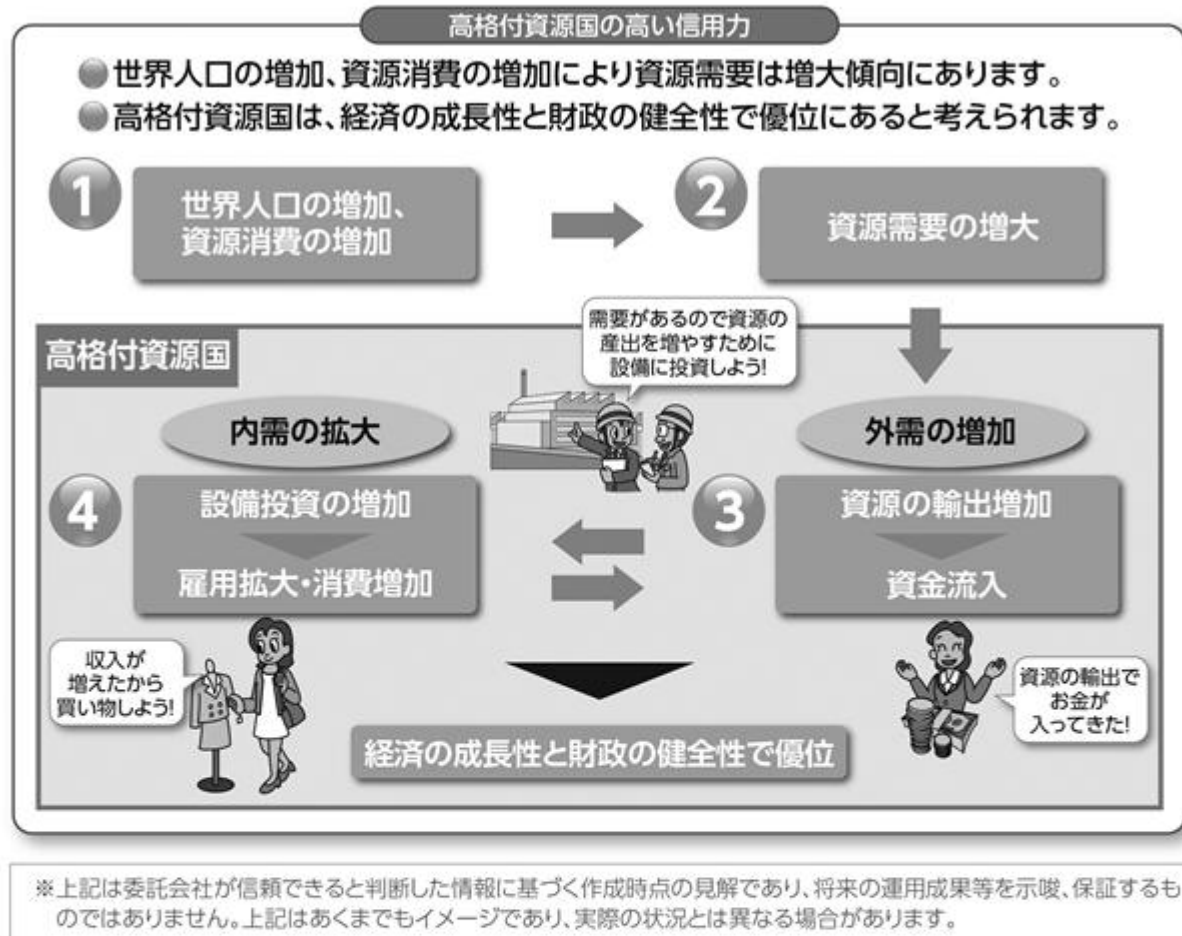 高格付資源国の高い信用力
●世界人口の増加、資源消費の増加により資源需要は増大傾向にあります。
●高格付資源国は、経済の成長性と財政の健全性で優位にあると考えられます。
1
世界人口の増加、
資源消費の増加
2
資源需要の増大
高格付資源国
需要があるので資源の
産出を増やすために
設備に投資しよう!
内需の拡大
外需の増加
4
設備投資の増加
雇用拡大・消費増加
3
資源の輸出増加
資金流入
収入が
増えたから
買い物しよう!
資源の輸出で
お金が
入ってきた!
経済の成長性と財政の健全性で優位
※上記は委託会社が信頼できると判断した情報に基づく作成時点の見解であり、将来の運用成果等を示唆、保証するも
のではありません。上記はあくまでもイメージであり、実際の状況とは異なる場合があります。